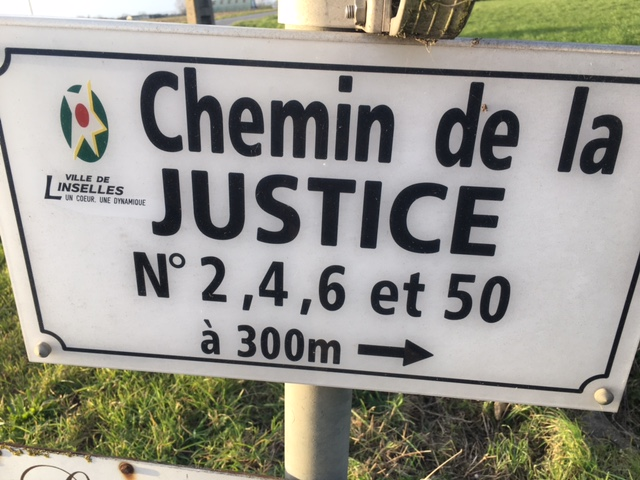 Chemin de la
JUSTICE
N° 2,4,6 et 50
à 300m
VILLE DE
LINSELLES
UN COEUR, UNE DYNAMIQUE